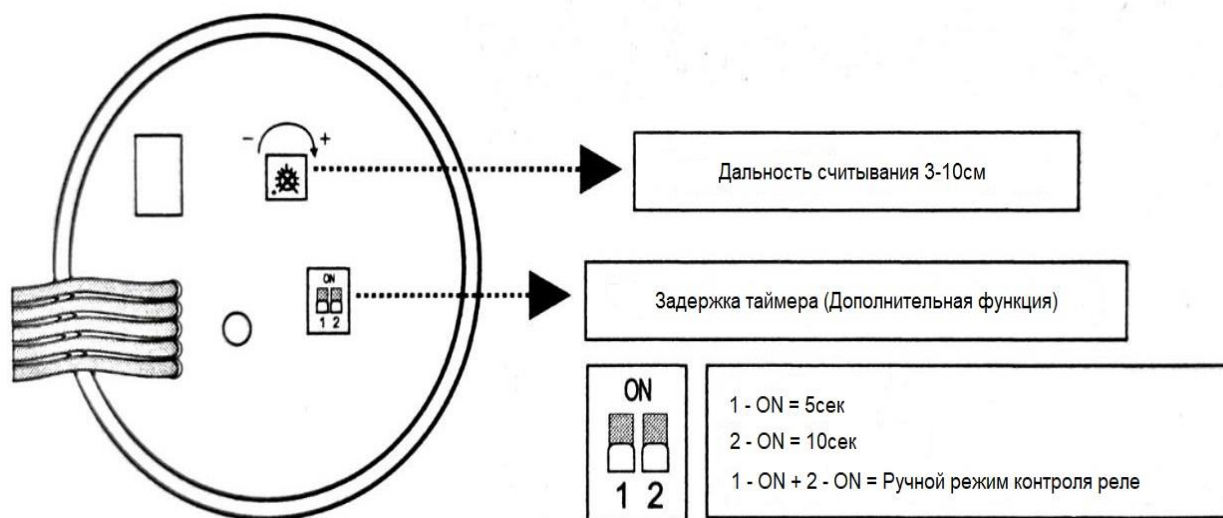 - +
Дальность считывания 3-10см
ON
1 2
Задержка таймера (Дополнительная функция)
ON
1 2
1 - ON = 5сек
2 - ON = 10сек
1 - ON + 2 - ON = Ручной режим контроля реле